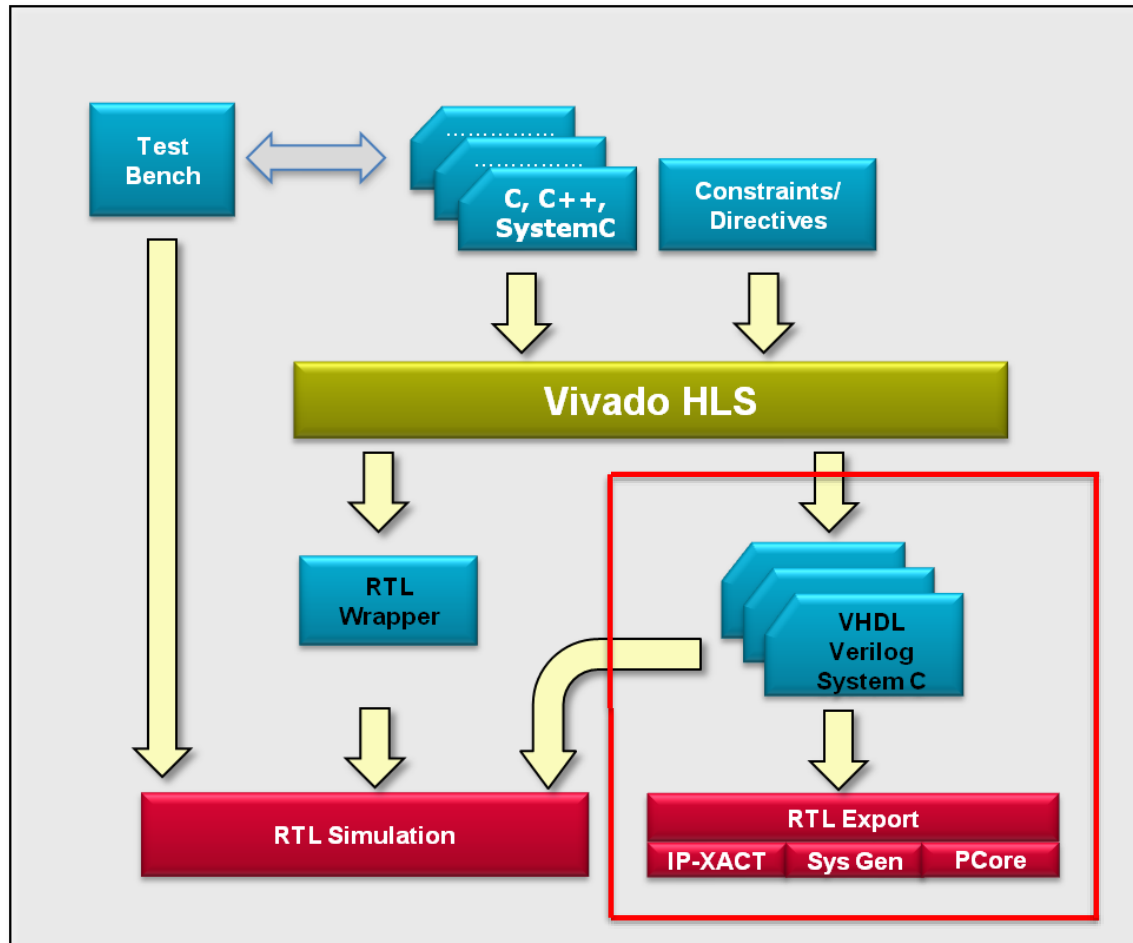 Test
Bench
……………
……………
C, C++,
SystemC
Constraints/
Directives
Vivado HLS
RTL
Wrapper
VHDL
Verilog
System C
RTL Simulation
RTL Export
IP-XACT
Sys Gen
PCore